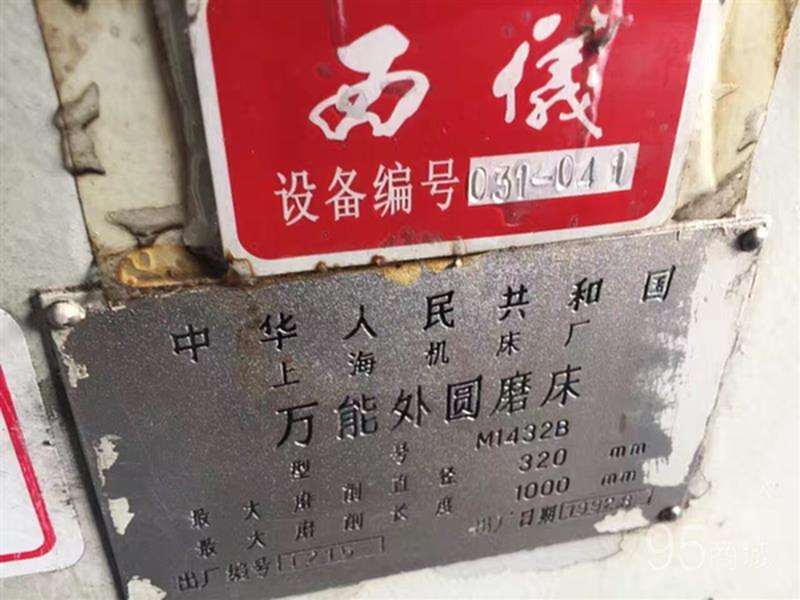 西儀
设备编号 031-041
中华人民共和国
上海机床厂
万能外圆磨床
型号 M1432B
最大磨削直径 320 mm
最大磨削长度 1000 mm
出厂编号 出厂日期
95商城